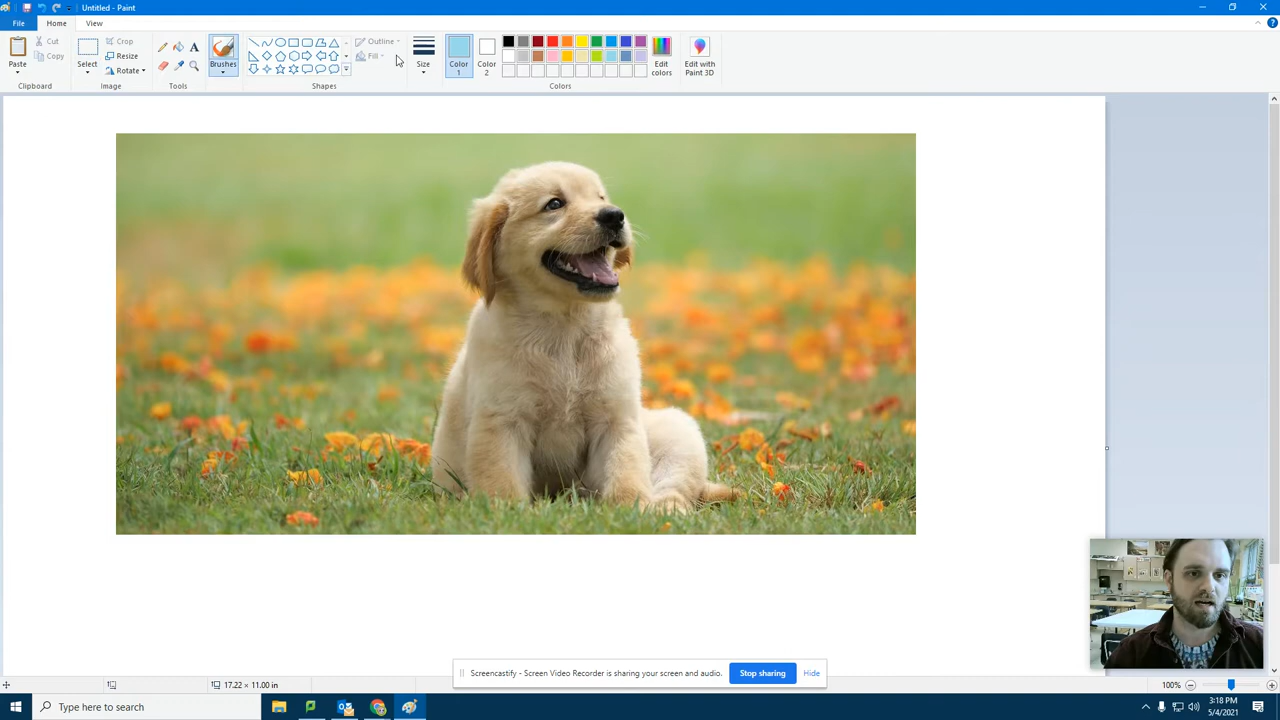 Untitled - Paint
File Home View
Paste
Cut
Copy
Clipboard
Select
Crop
Resize
Rotate
Image
A
Tools
Brushes
Outline
Fill
Shapes
Size
Color 1
Color 2
Edit colors
Edit with Paint 3D
Colors
Screencastify - Screen Video Recorder is sharing your screen and audio.
Stop sharing
Hide
17.22 × 11.00 in
100%
Type here to search
3:18 PM
5/4/2021